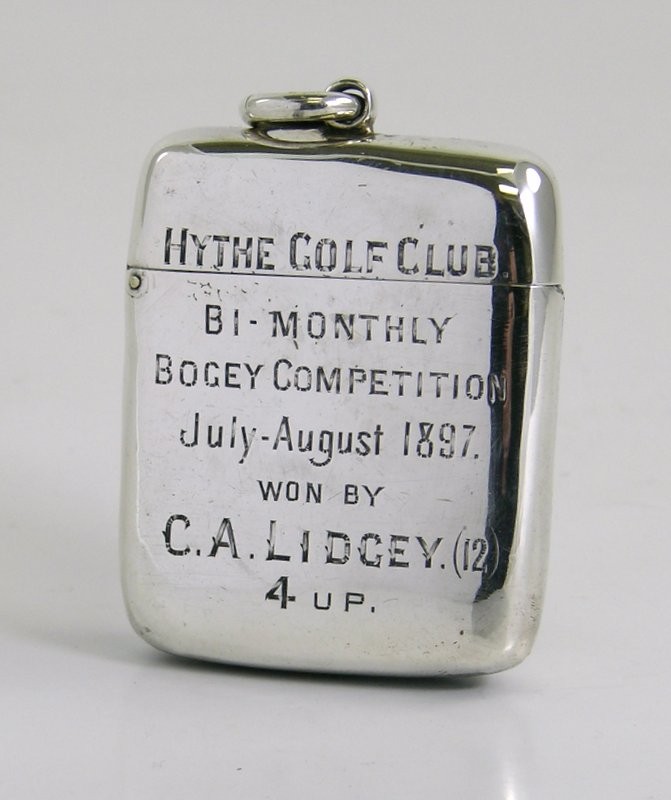 HYTHE GOLF CLUB.
BI-MONTHLY
BOGEY COMPETITION
July-August 1897.
WON BY
C.A. LIDGEY. (12)
4 UP.